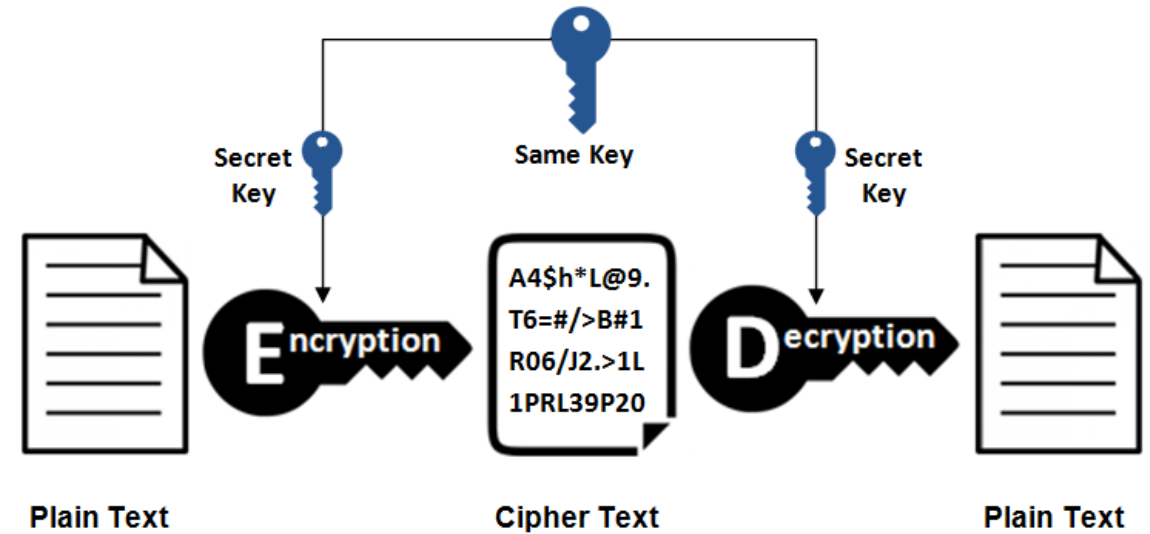 Same Key
Secret
Key
Secret
Key
Encryption
A4$h*L@9.
T6=#/>B#1
R06/J2.>1L
1PRL39P20
Decryption
Plain Text
Cipher Text
Plain Text